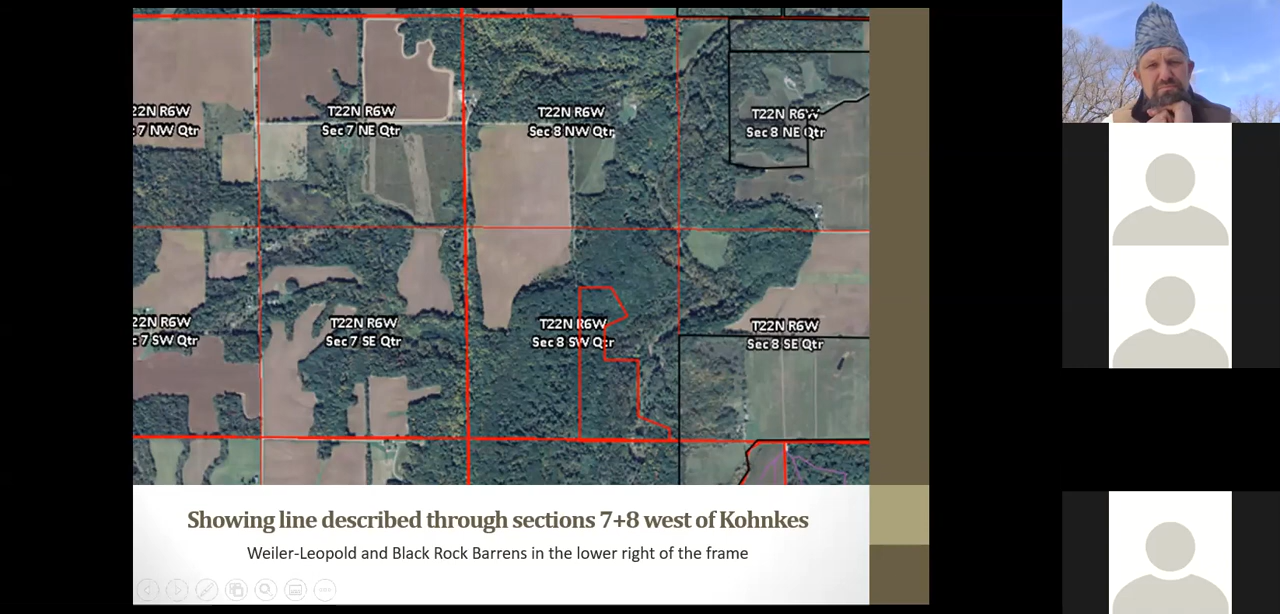 22N R6W
7 NW Qtr
T22N R6W
Sec 7 NE Qtr
T22N R6W
Sec 8 NW Qtr
T22N R6W
Sec 8 NE Qtr
22N R6W
7 SW Qtr
T22N R6W
Sec 7 SE Qtr
T22N R6W
Sec 8 SW Qtr
T22N R6W
Sec 8 SE Qtr
Showing line described through sections 7+8 west of Kohnkes
Weiler-Leopold and Black Rock Barrens in the lower right of the frame